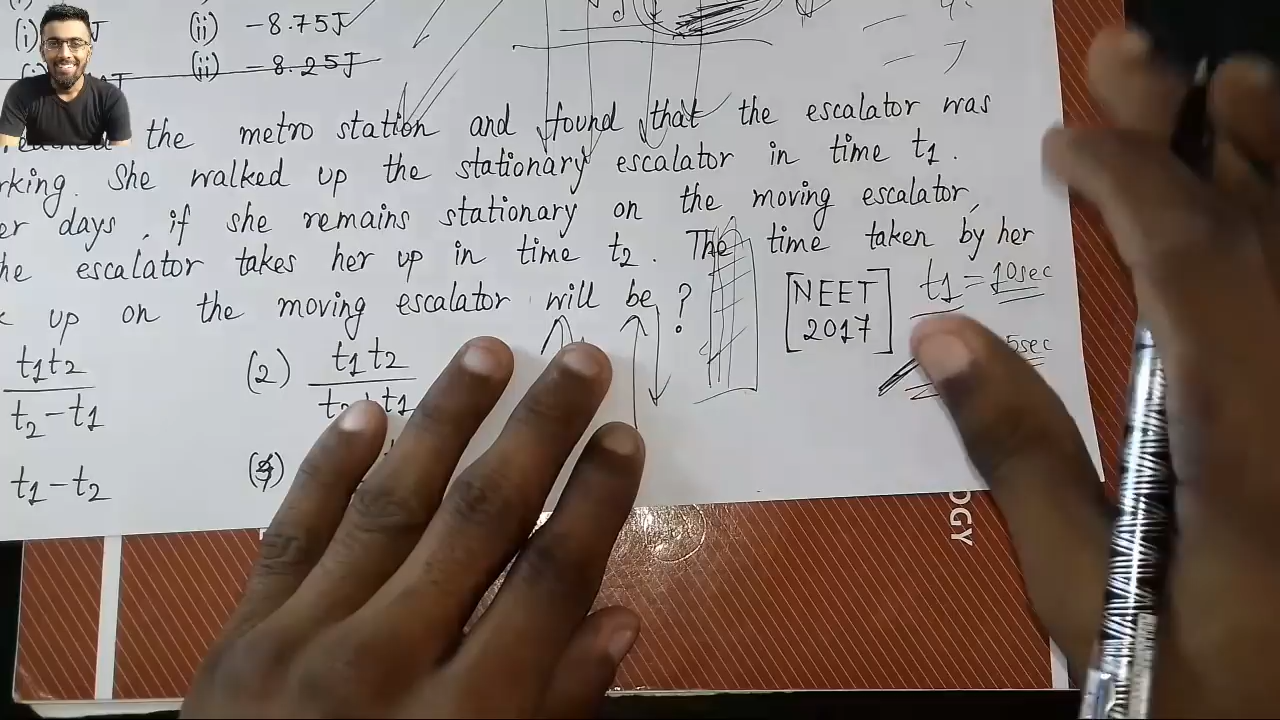 (i) J (ii) -8.75J
(ii) -8.25J
the metro station and found that the escalator was
rking. She walked up the stationary escalator in time t1.
er days, if she remains stationary on the moving escalator,
he escalator takes her up in time t2. The time taken by her
up on the moving escalator will be ?
[NEET 2017]
t1 = 10sec
5sec
t1t2 / t2-t1 (2) t1t2 / t2+t1
t1-t2 (4)
OGY